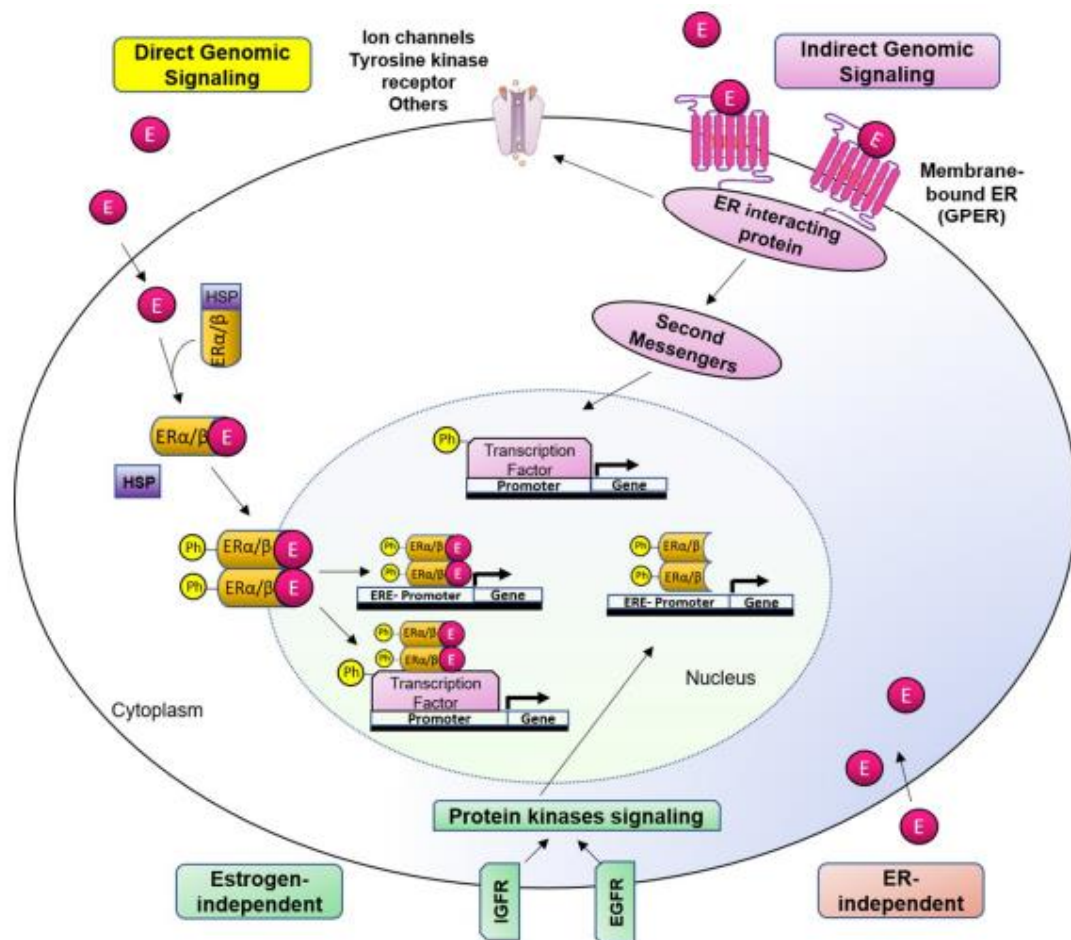 Direct Genomic
Signaling
Ion channels
Tyrosine kinase
receptor
Others
E
Indirect Genomic
Signaling
E
E
E
E
Membrane-
bound ER
(GPER)
ER interacting
protein
E
HSP
ERα/β
Second
Messengers
ERα/β
E
HSP
Ph
Transcription
Factor
Promoter
Gene
Ph
ERα/β
E
Ph
ERα/β
E
Ph
ERα/β
E
Ph
ERα/β
E
ERE- Promoter
Gene
Ph
ERα/β
Ph
ERα/β
ERE- Promoter
Gene
Ph
ERα/β
E
Ph
ERα/β
E
Ph
Transcription
Factor
Promoter
Gene
Nucleus
Cytoplasm
E
E
E
Protein kinases signaling
IGFR
EGFR
Estrogen-
independent
ER-
independent